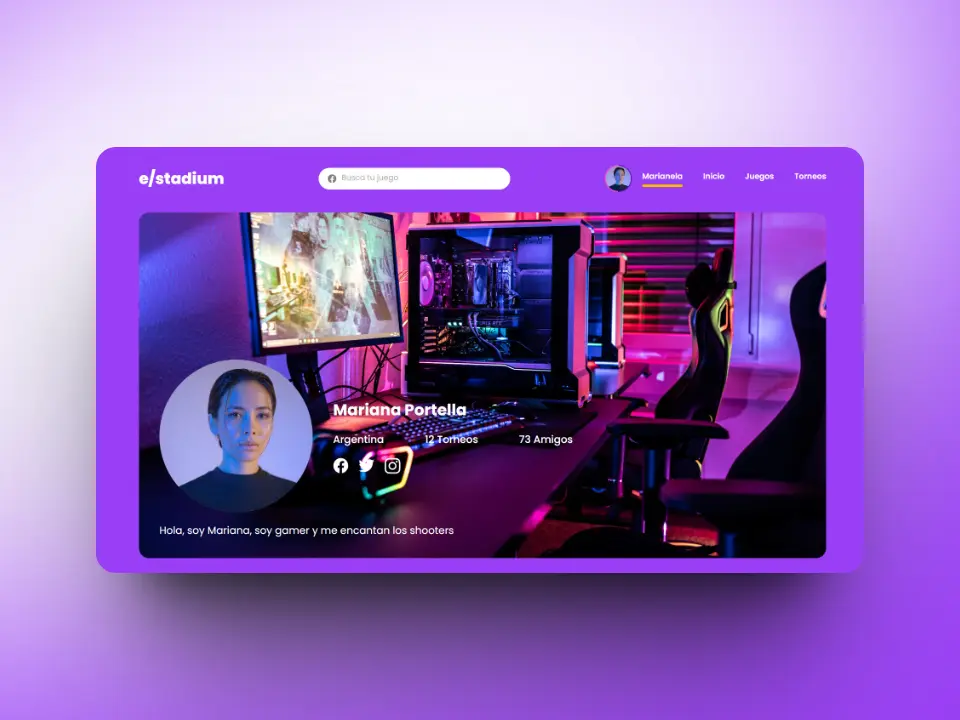 e/stadium
Busca tu juego
Marianela
Inicio
Juegos
Torneos
Mariana Portella
Argentina
12 Torneos
73 Amigos
Hola, soy Mariana, soy gamer y me encantan los shooters